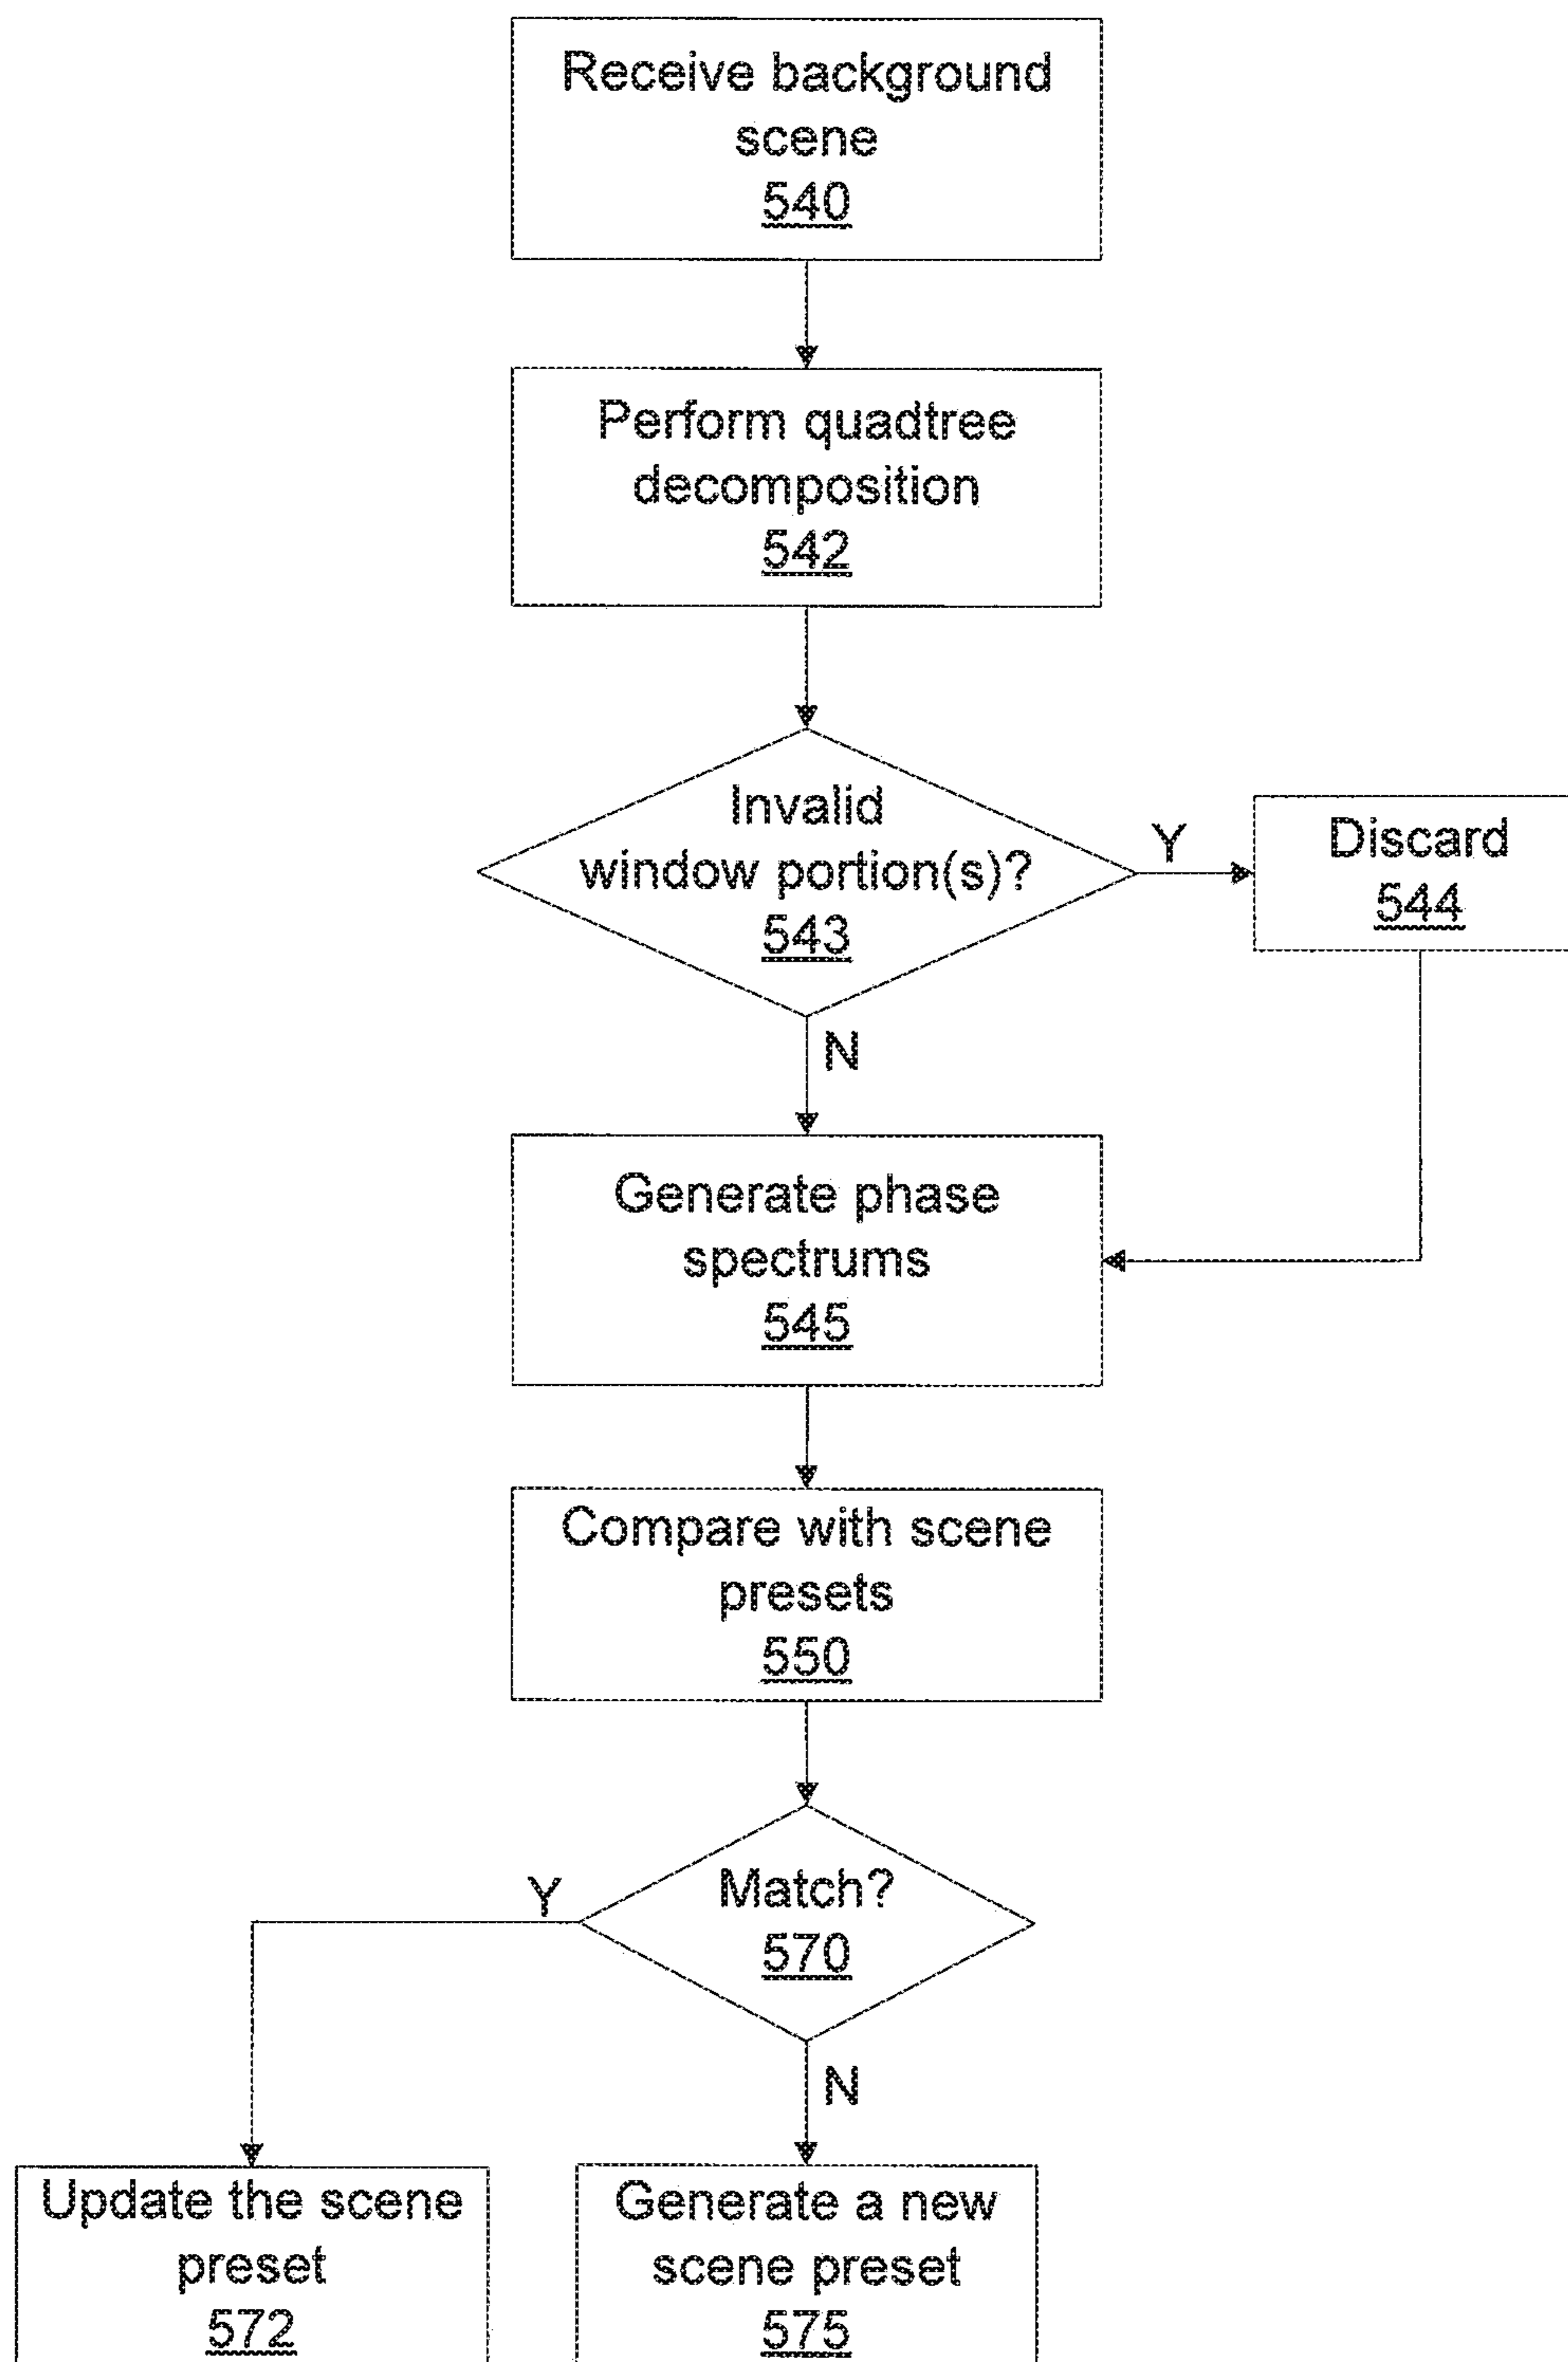 Receive background
scene
540
Perform quadtree
decomposition
542
Invalid
window portion(s)?
543
Y
Discard
544
N
Generate phase
spectrums
545
Compare with scene
presets
550
Match?
570
Y
N
Update the scene
preset
572
Generate a new
scene preset
575